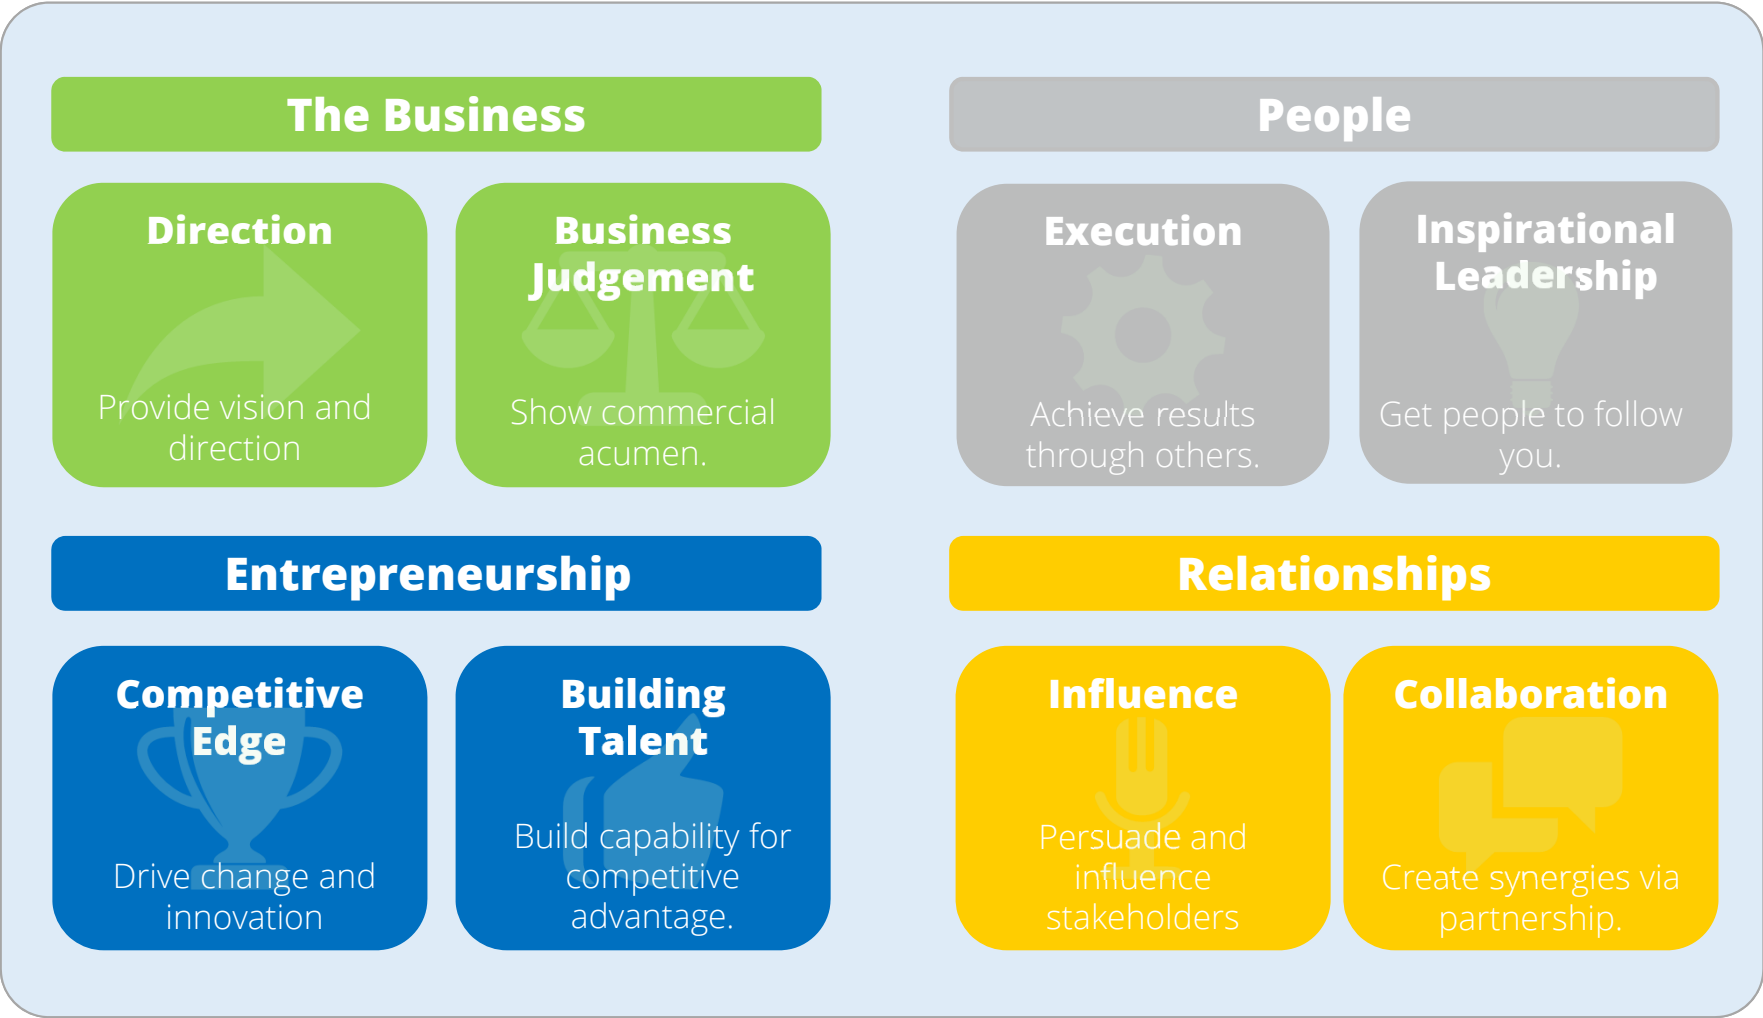 The Business
Direction
Provide vision and
direction
Business
Judgement
Show commercial
acumen.
People
Execution
Achieve results
through others.
Inspirational
Leadership
Get people to follow
you.
Entrepreneurship
Competitive
Edge
Drive change and
innovation
Building
Talent
Build capability for
competitive
advantage.
Relationships
Influence
Persuade and
influence
stakeholders
Collaboration
Create synergies via
partnership.